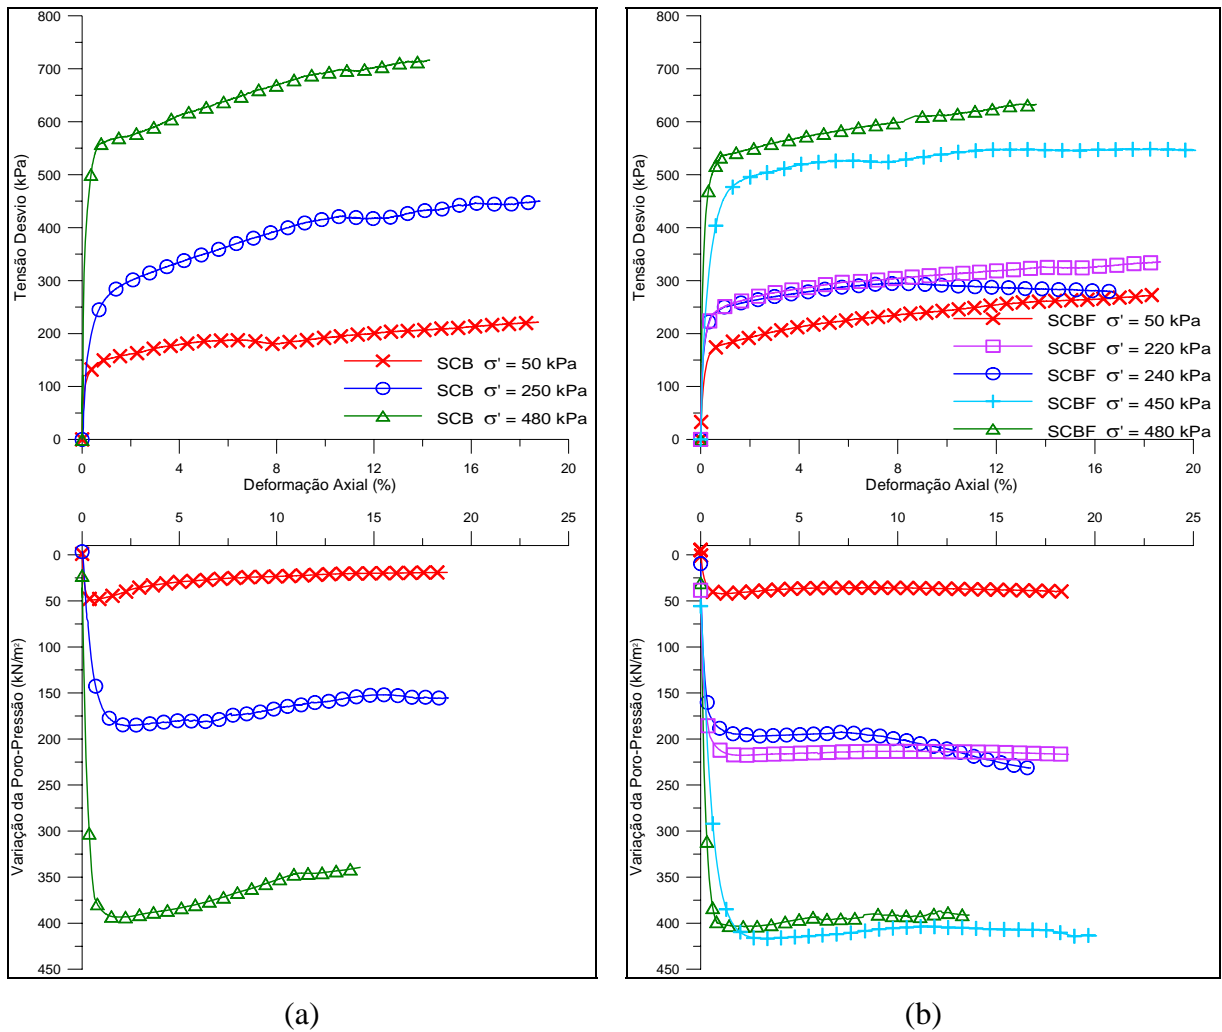 800
700
600
500
400
300
200
100
0
Tensão Desvio (kPa)
SCB σ' = 50 kPa
SCB σ' = 250 kPa
SCB σ' = 480 kPa
0 4 8 12 16 20
Deformação Axial (%)
0 5 10 15 20 25
0
50
100
150
200
250
300
350
400
450
Variação da Poro-Pressão (kN/m²)
(a)
800
700
600
500
400
300
200
100
0
Tensão Desvio (kPa)
SCBF σ' = 50 kPa
SCBF σ' = 220 kPa
SCBF σ' = 240 kPa
SCBF σ' = 450 kPa
SCBF σ' = 480 kPa
0 4 8 12 16 20
Deformação Axial (%)
0 5 10 15 20 25
0
50
100
150
200
250
300
350
400
450
Variação da Poro-Pressão (kN/m²)
(b)